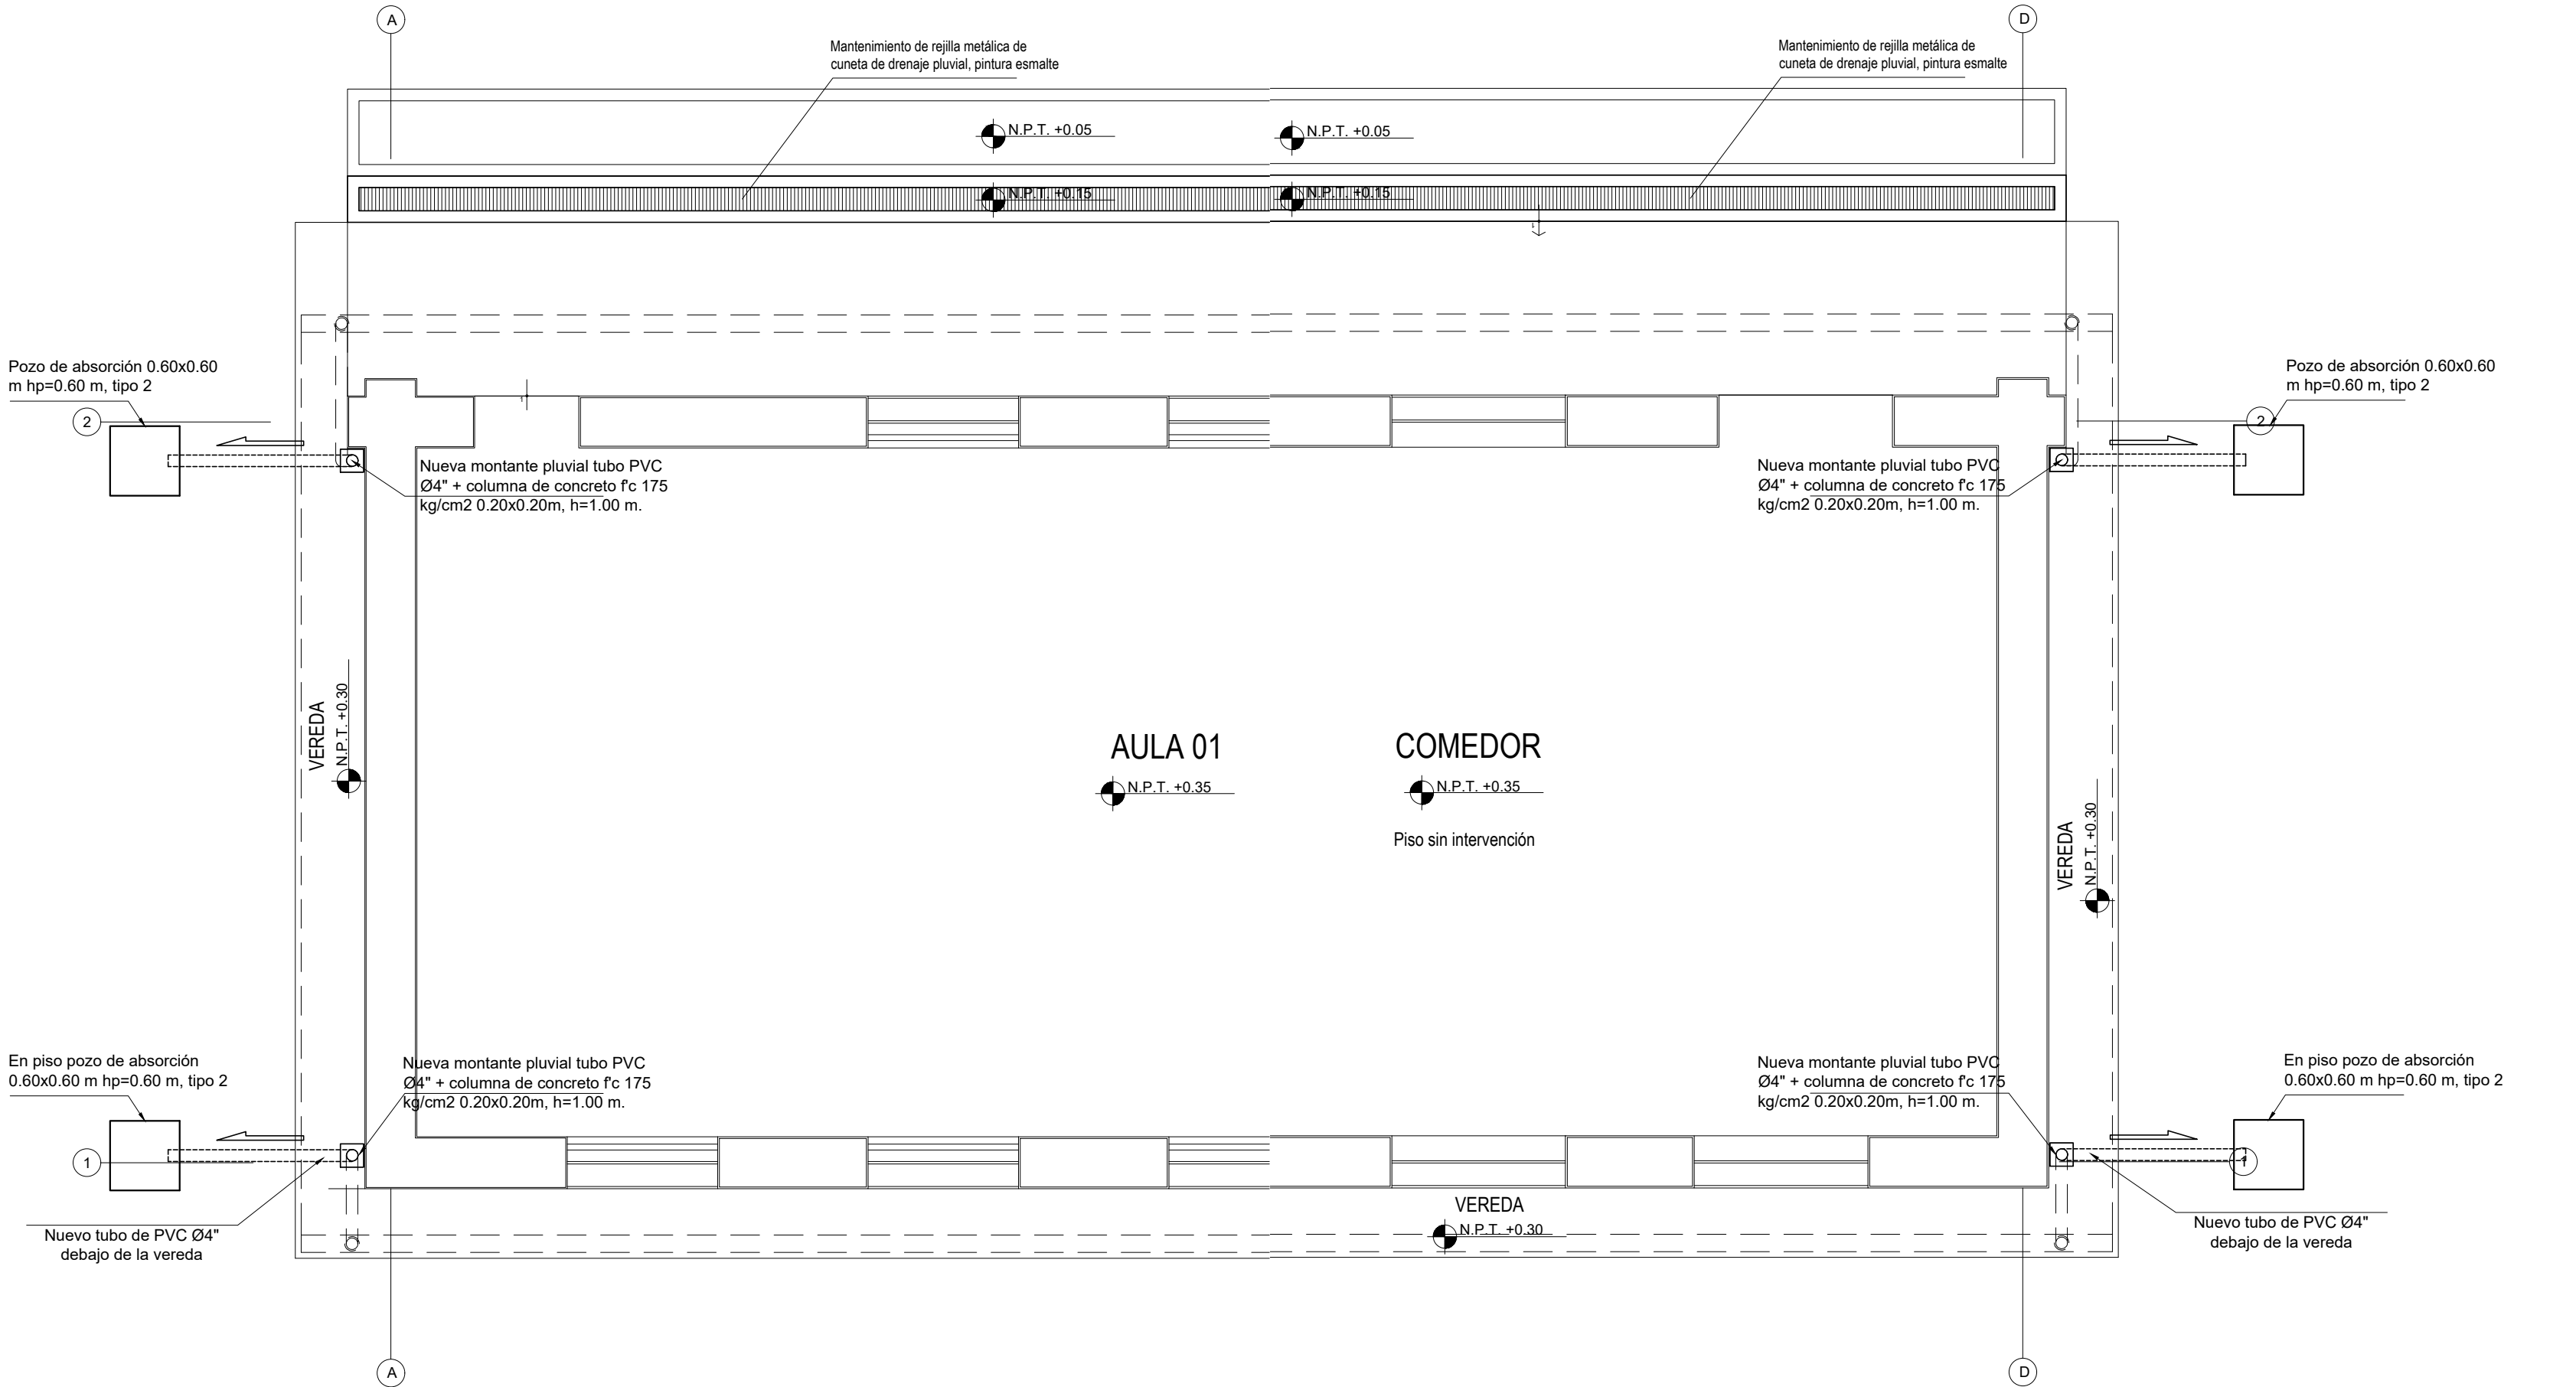 A
D
Mantenimiento de rejilla metálica de
cuneta de drenaje pluvial, pintura esmalte
Mantenimiento de rejilla metálica de
cuneta de drenaje pluvial, pintura esmalte
N.P.T. +0.05
N.P.T. +0.05
N.P.T. +0.15
N.P.T. +0.15
Pozo de absorción 0.60x0.60
m hp=0.60 m, tipo 2
Pozo de absorción 0.60x0.60
m hp=0.60 m, tipo 2
2
2
Nueva montante pluvial tubo PVC
Ø4" + columna de concreto f'c 175
kg/cm2 0.20x0.20m, h=1.00 m.
Nueva montante pluvial tubo PVC
Ø4" + columna de concreto f'c 175
kg/cm2 0.20x0.20m, h=1.00 m.
VEREDA
N.P.T. +0.30
AULA 01
N.P.T. +0.35
COMEDOR
N.P.T. +0.35
Piso sin intervención
VEREDA
N.P.T. +0.30
En piso pozo de absorción
0.60x0.60 m hp=0.60 m, tipo 2
Nueva montante pluvial tubo PVC
Ø4" + columna de concreto f'c 175
kg/cm2 0.20x0.20m, h=1.00 m.
Nueva montante pluvial tubo PVC
Ø4" + columna de concreto f'c 175
kg/cm2 0.20x0.20m, h=1.00 m.
En piso pozo de absorción
0.60x0.60 m hp=0.60 m, tipo 2
1
1
VEREDA
N.P.T. +0.30
Nuevo tubo de PVC Ø4"
debajo de la vereda
Nuevo tubo de PVC Ø4"
debajo de la vereda
A
D